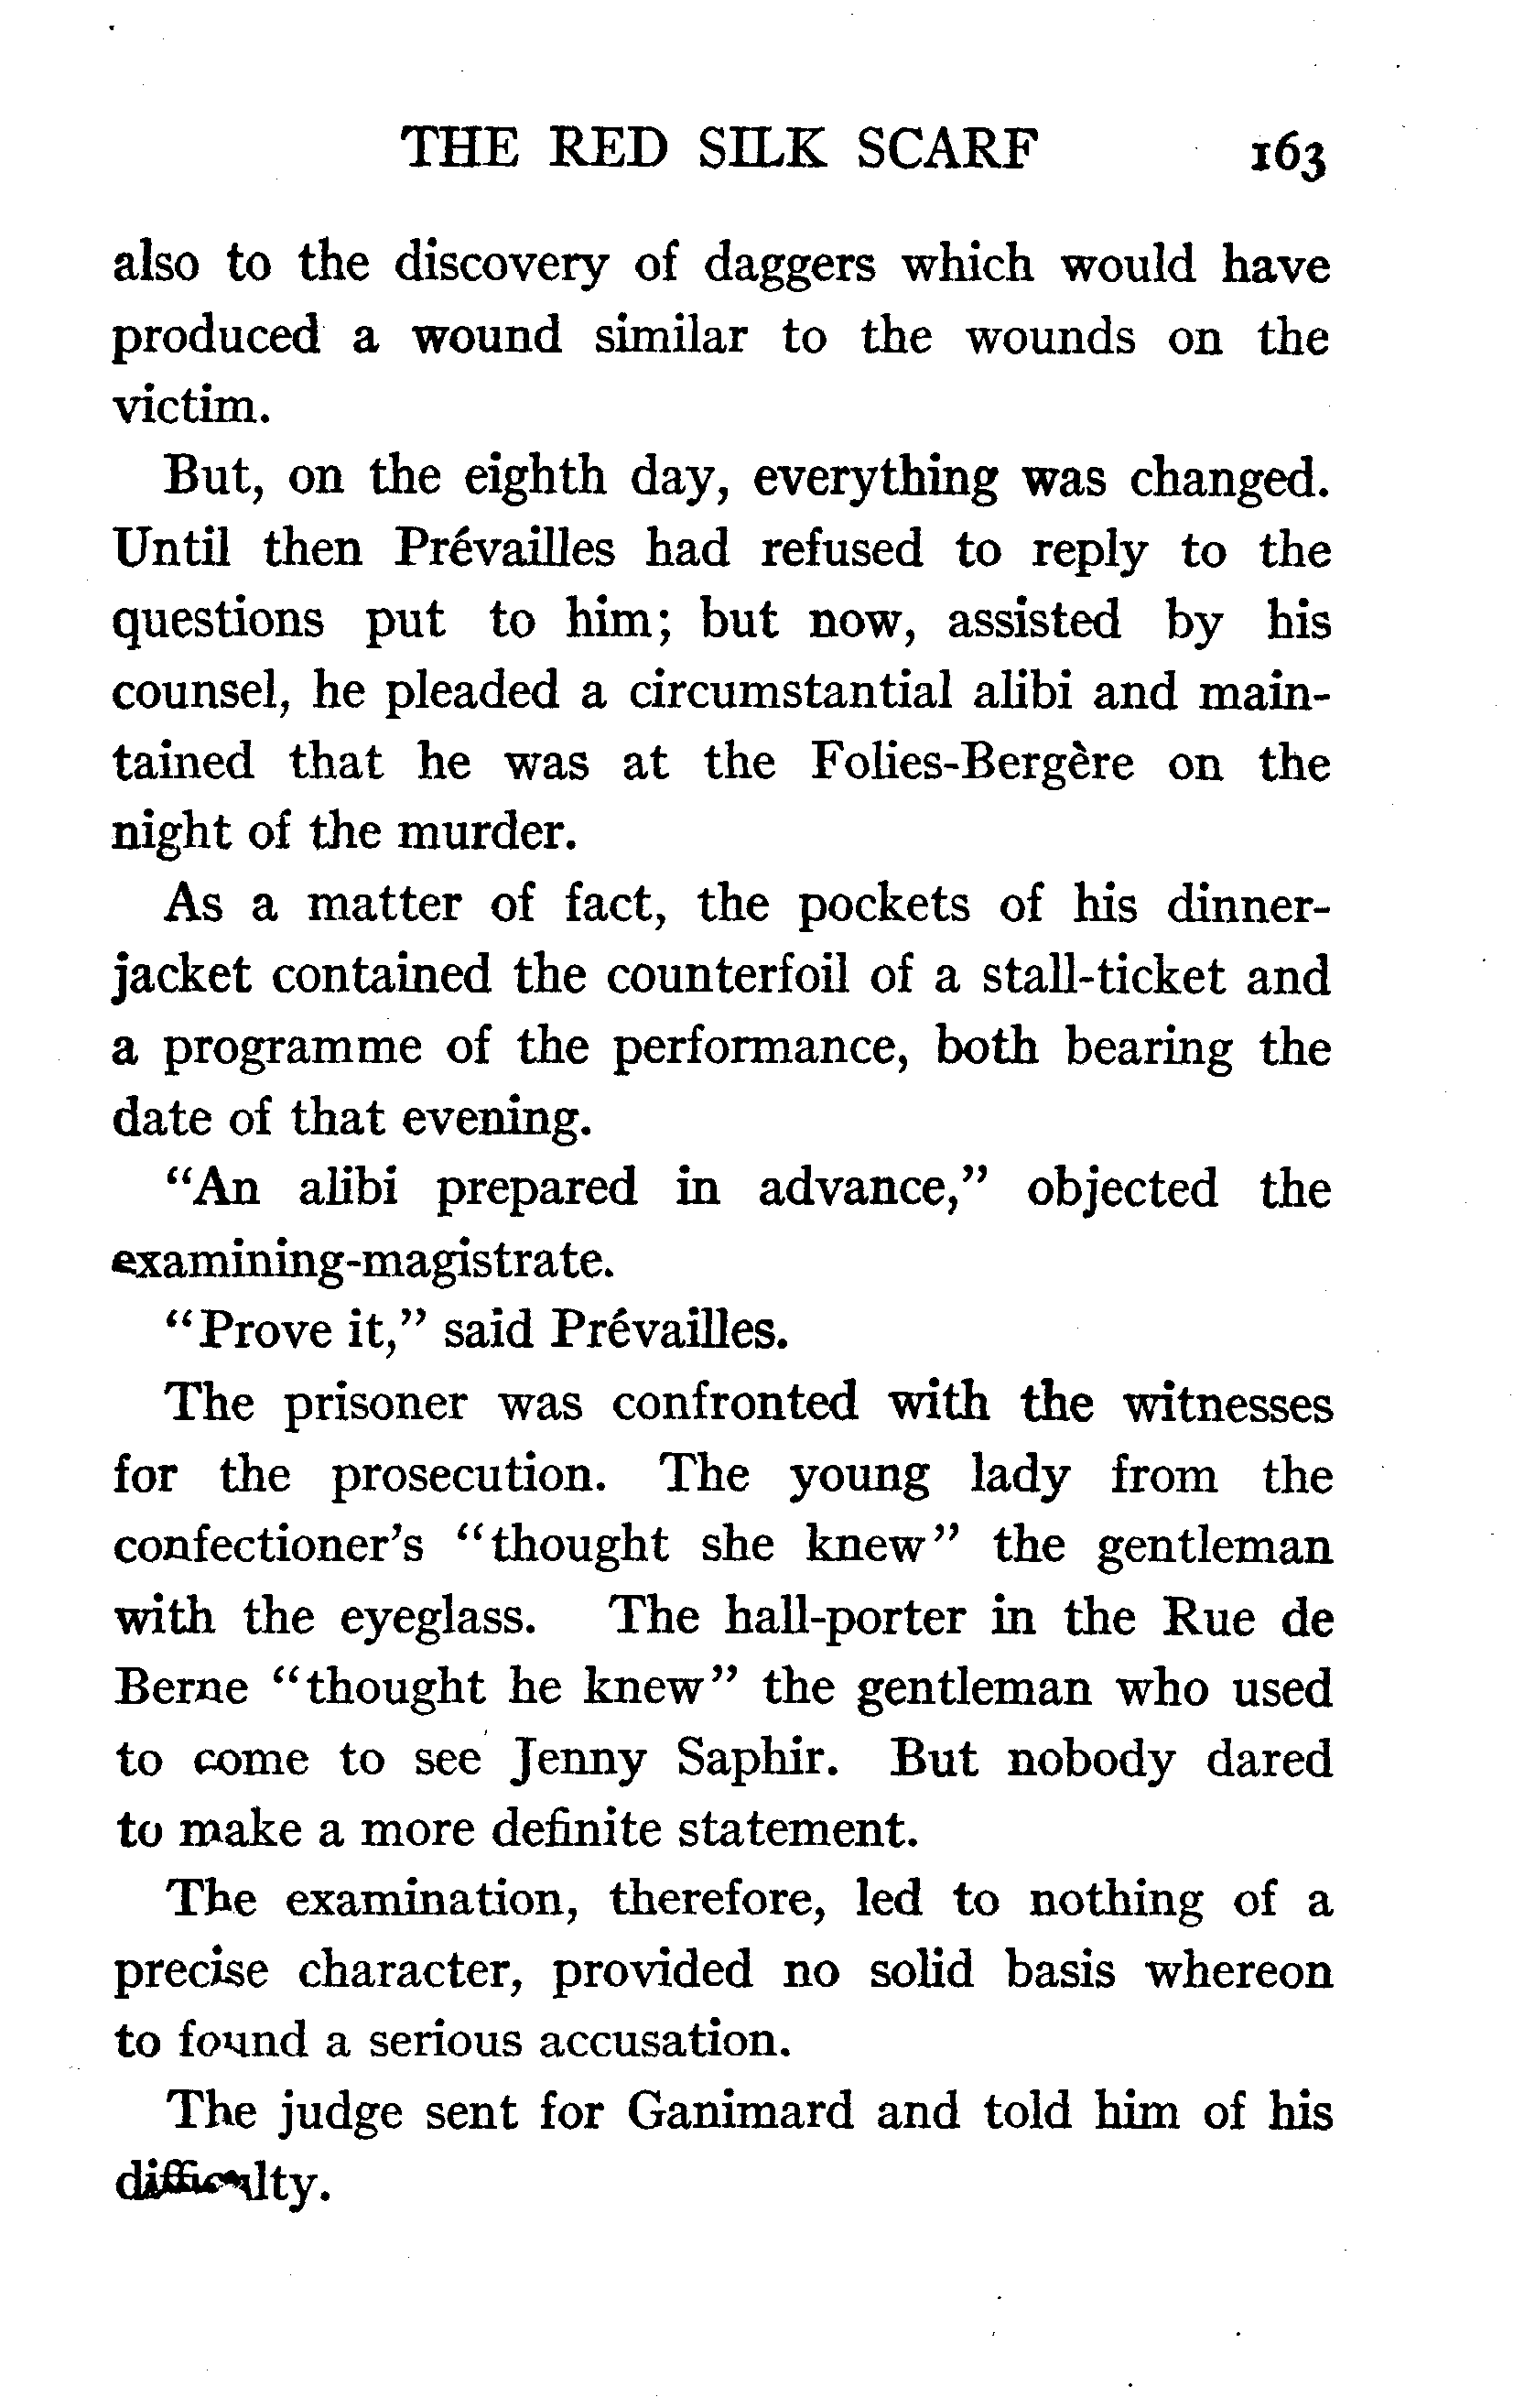 THE RED SILK SCARF 163
also to the discovery of daggers which would have
produced a wound similar to the wounds on the
victim.
But, on the eighth day, everything was changed.
Until then Prévailles had refused to reply to the
questions put to him; but now, assisted by his
counsel, he pleaded a circumstantial alibi and main-
tained that he was at the Folies-Bergère on the
night of the murder.
As a matter of fact, the pockets of his dinner-
jacket contained the counterfoil of a stall-ticket and
a programme of the performance, both bearing the
date of that evening.
“An alibi prepared in advance,” objected the
examining-magistrate.
“Prove it,” said Prévailles.
The prisoner was confronted with the witnesses
for the prosecution. The young lady from the
confectioner's “thought she knew” the gentleman
with the eyeglass. The hall-porter in the Rue de
Berne “thought he knew” the gentleman who used
to come to see Jenny Saphir. But nobody dared
to make a more definite statement.
The examination, therefore, led to nothing of a
precise character, provided no solid basis whereon
to found a serious accusation.
The judge sent for Ganimard and told him of his
difficulty.